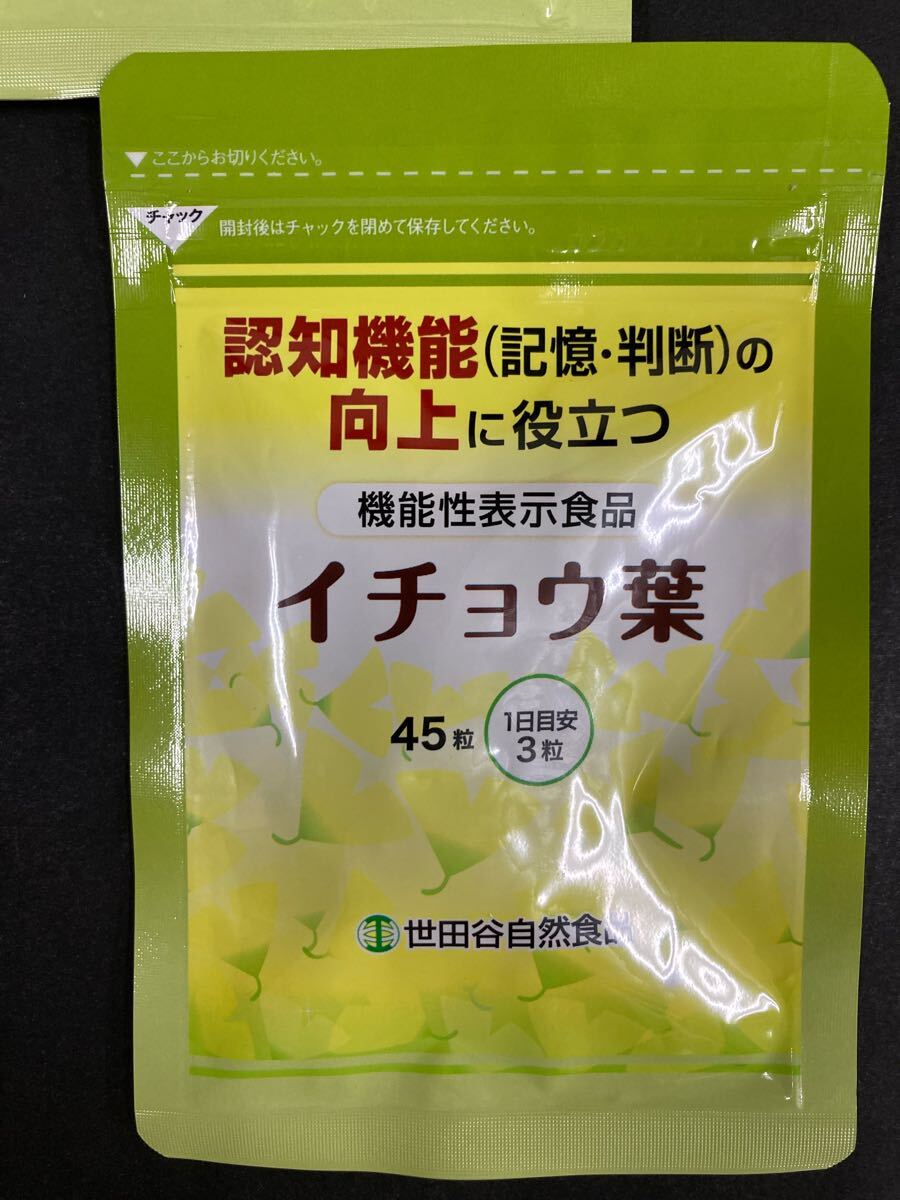 ここからお切りください。
チャック
開封後はチャックを閉めて保存してください。
認知機能(記憶・判断)の
向上に役立つ
機能性表示食品
イチョウ葉
45粒
1日目安
3粒
世田谷自然食品